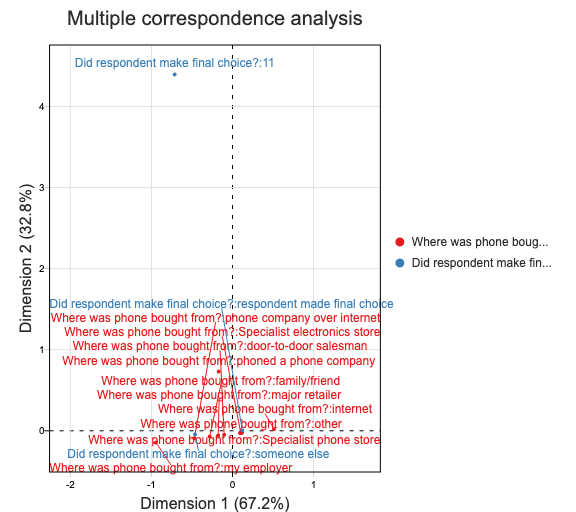 Multiple correspondence analysis
Did respondent make final choice?:11
4
3
2
1
0
Dimension 2 (32.8%)
Where was phone boug...
Did respondent make fin...
Did respondent make final choice?:respondent made final choice
Where was phone bought from?:phone company over internet
Where was phone bought from?:Specialist electronics store
Where was phone bought from?:door-to-door salesman
Where was phone bought from?:phoned a phone company
Where was phone bought from?:family/friend
Where was phone bought from?:major retailer
Where was phone bought from?:internet
Where was phone bought from?:other
Where was phone bought from?:Specialist phone store
Did respondent make final choice?:someone else
Where was phone bought from?:my employer
-2
-1
0
1
Dimension 1 (67.2%)